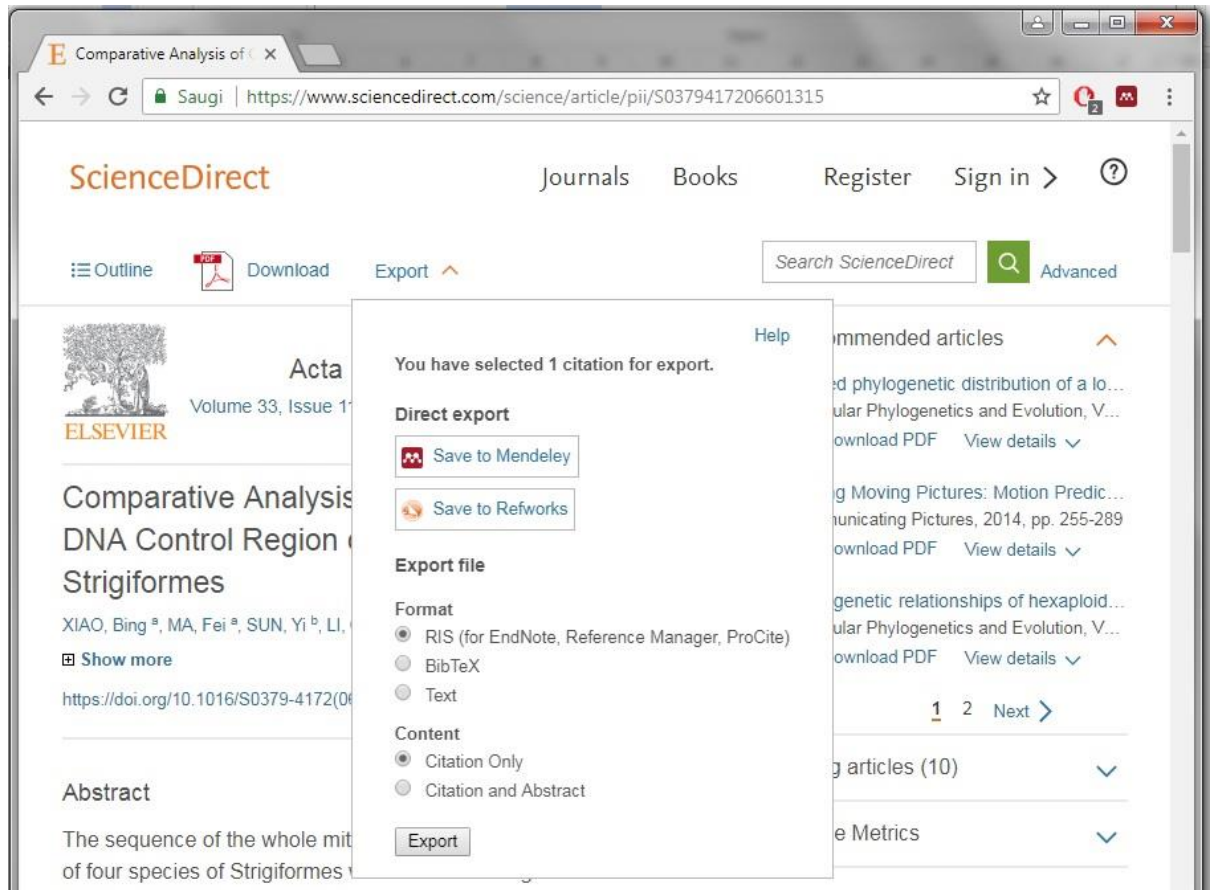 Comparative Analysis of
Saugi | https://www.sciencedirect.com/science/article/pii/S0379417206601315
2
ScienceDirect
Journals Books Register Sign in > ?
Outline
PDF
Download
Export
Search ScienceDirect
Advanced
ELSEVIER
Acta
Volume 33, Issue 1
Comparative Analysis
DNA Control Region
Strigiformes
XIAO, Bing a, MA, Fei a, SUN, Yi b, LI,
Show more
https://doi.org/10.1016/S0379-4172(0
Abstract
The sequence of the whole mit
of four species of Strigiformes
Help
You have selected 1 citation for export.
Direct export
Save to Mendeley
Save to Refworks
Export file
Format
RIS (for EndNote, Reference Manager, ProCite)
BibTeX
Text
Content
Citation Only
Citation and Abstract
Export
mmended articles
ed phylogenetic distribution of a lo...
ular Phylogenetics and Evolution, V...
ownload PDF View details
g Moving Pictures: Motion Predic...
unicating Pictures, 2014, pp. 255-289
ownload PDF View details
genetic relationships of hexaploid...
ular Phylogenetics and Evolution, V...
ownload PDF View details
1 2 Next >
g articles (10)
e Metrics